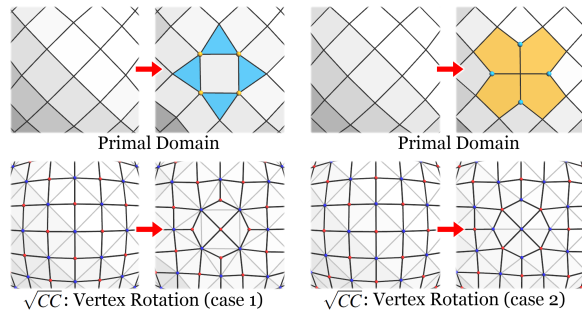 Primal Domain
Primal Domain
√CC: Vertex Rotation (case 1)
√CC: Vertex Rotation (case 2)